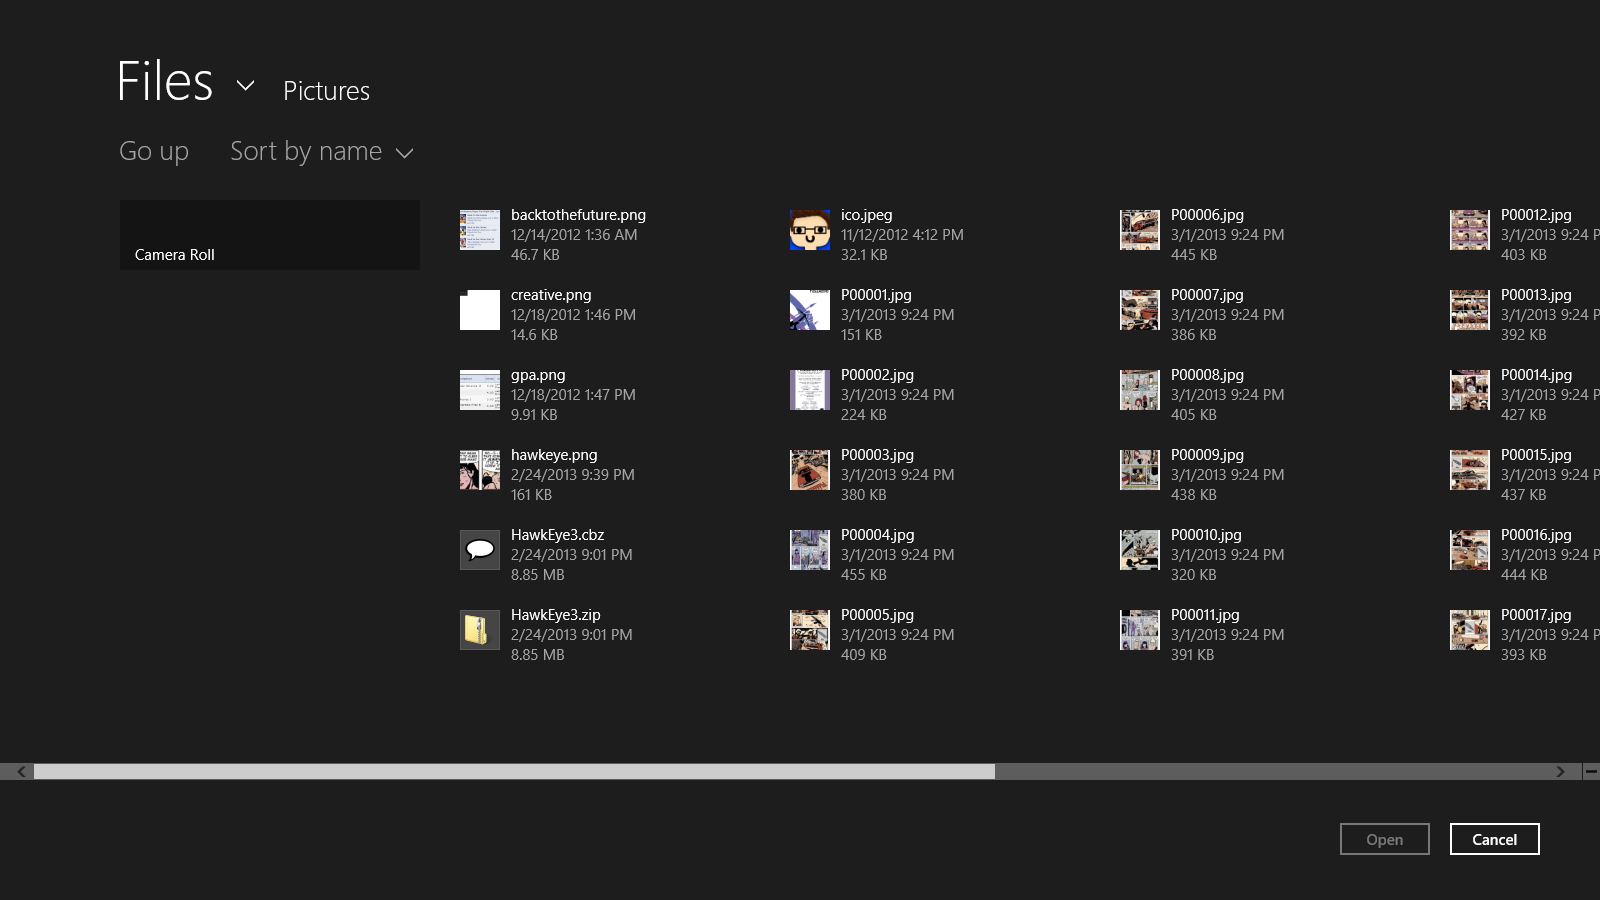 Files
Pictures
Go up
Sort by name
Camera Roll
backtothefuture.png
12/14/2012 1:36 AM
46.7 KB
creative.png
12/18/2012 1:46 PM
14.6 KB
gpa.png
12/18/2012 1:47 PM
9.91 KB
hawkeye.png
2/24/2013 9:39 PM
161 KB
HawkEye3.cbz
2/24/2013 9:01 PM
8.85 MB
HawkEye3.zip
2/24/2013 9:01 PM
8.85 MB
ico.jpeg
11/12/2012 4:12 PM
32.1 KB
P00001.jpg
3/1/2013 9:24 PM
151 KB
P00002.jpg
3/1/2013 9:24 PM
224 KB
P00003.jpg
3/1/2013 9:24 PM
380 KB
P00004.jpg
3/1/2013 9:24 PM
455 KB
P00005.jpg
3/1/2013 9:24 PM
409 KB
P00006.jpg
3/1/2013 9:24 PM
445 KB
P00007.jpg
3/1/2013 9:24 PM
386 KB
P00008.jpg
3/1/2013 9:24 PM
405 KB
P00009.jpg
3/1/2013 9:24 PM
438 KB
P00010.jpg
3/1/2013 9:24 PM
320 KB
P00011.jpg
3/1/2013 9:24 PM
391 KB
P00012.jpg
3/1/2013 9:24 P
403 KB
P00013.jpg
3/1/2013 9:24 P
392 KB
P00014.jpg
3/1/2013 9:24 P
427 KB
P00015.jpg
3/1/2013 9:24 P
437 KB
P00016.jpg
3/1/2013 9:24 P
444 KB
P00017.jpg
3/1/2013 9:24 P
393 KB
Open
Cancel